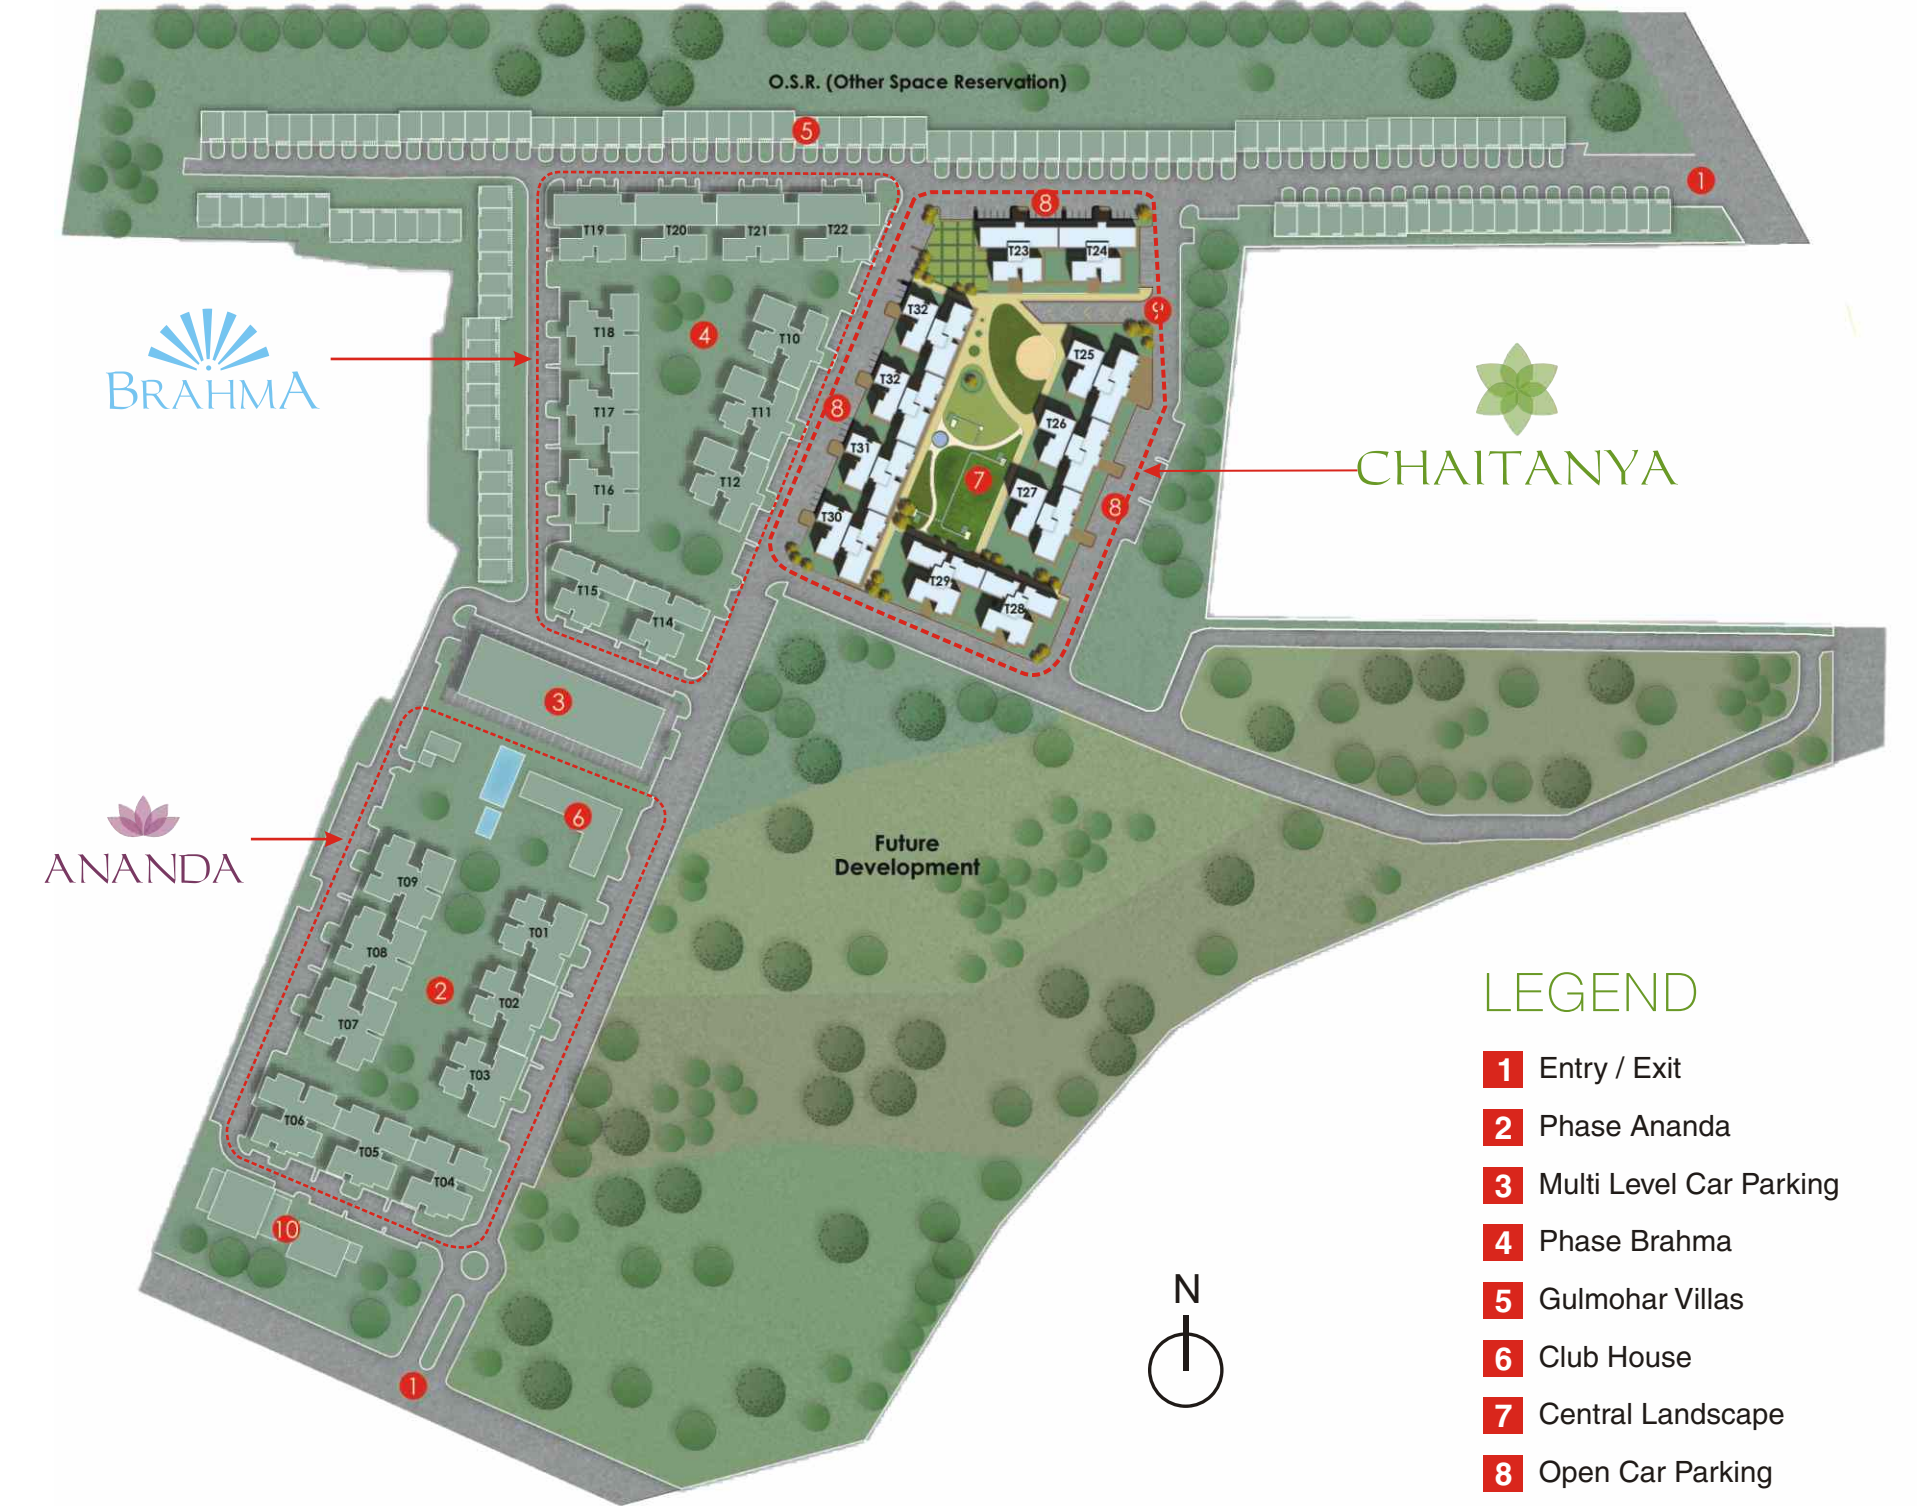 O.S.R. (Other Space Reservation)
5
1
8
T19
T20
T21
T22
T23
T24
9
T32
T18
4
T10
T25
BRAHMA
T32
8
T17
T11
T26
T31
CHAITANYA
T16
T12
7
T27
8
T30
T15
T14
T29
T28
3
6
Future
Development
ANANDA
T09
T01
T08
2
T02
T07
T03
T06
T05
T04
10
1
N
LEGEND
1 Entry / Exit
2 Phase Ananda
3 Multi Level Car Parking
4 Phase Brahma
5 Gulmohar Villas
6 Club House
7 Central Landscape
8 Open Car Parking